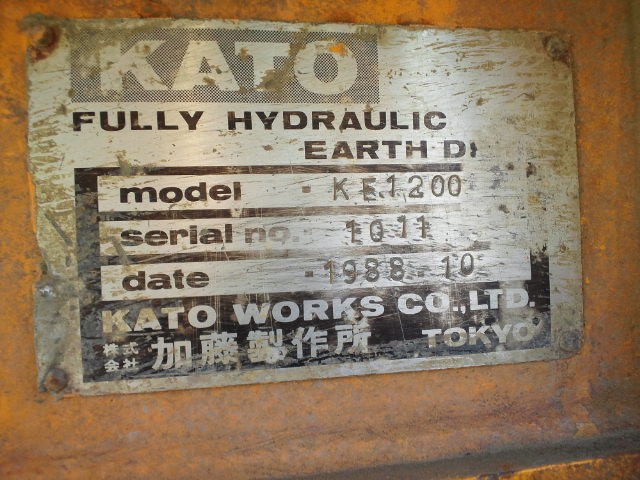 KATO
FULLY HYDRAULIC
EARTH
model KE1200
serial no. 1011
date 1988 10
KATO WORKS CO.,LTD.
株式会社 加藤製作所 TOKYO